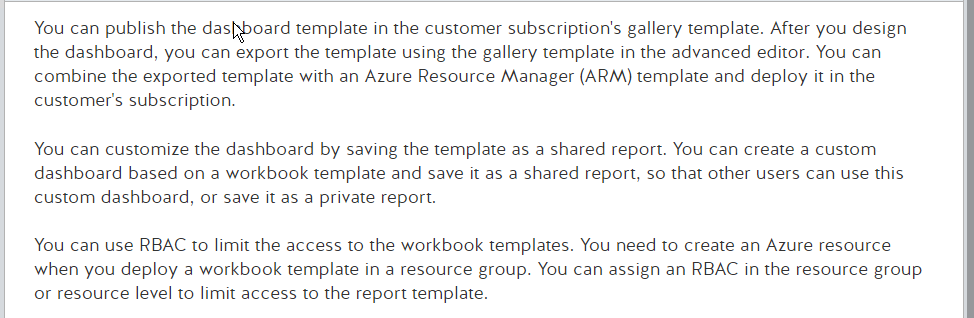 You can publish the dashboard template in the customer subscription's gallery template. After you design
the dashboard, you can export the template using the gallery template in the advanced editor. You can
combine the exported template with an Azure Resource Manager (ARM) template and deploy it in the
customer's subscription.
You can customize the dashboard by saving the template as a shared report. You can create a custom
dashboard based on a workbook template and save it as a shared report, so that other users can use this
custom dashboard, or save it as a private report.
You can use RBAC to limit the access to the workbook templates. You need to create an Azure resource
when you deploy a workbook template in a resource group. You can assign an RBAC in the resource group
or resource level to limit access to the report template.